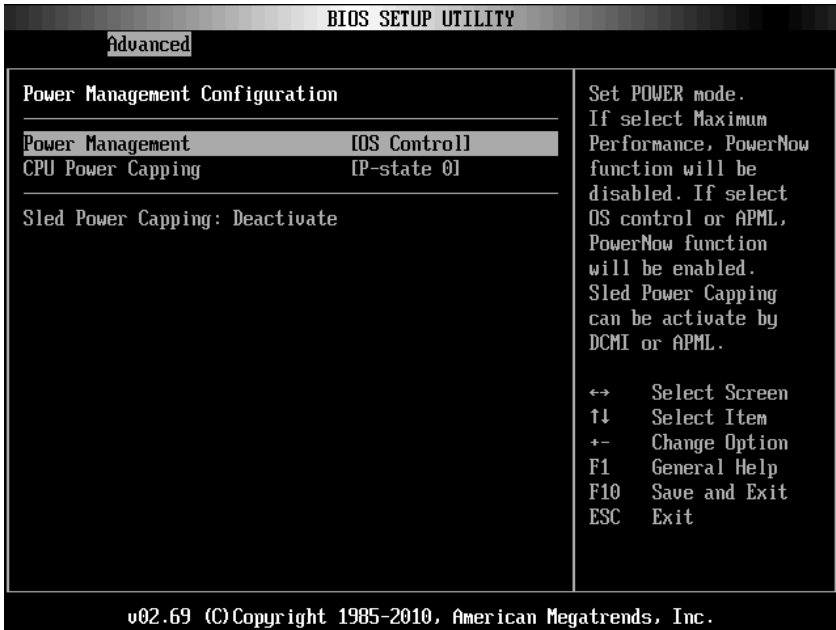 BIOS SETUP UTILITY
Advanced
Power Management Configuration
Power Management [OS Control]
CPU Power Capping [P-state 0]
Sled Power Capping: Deactivate
Set POWER mode.
If select Maximum
Performance, PowerNow
function will be
disabled. If select
OS control or APML,
PowerNow function
will be enabled.
Sled Power Capping
can be activate by
DCMI or APML.
↔ Select Screen
↑↓ Select Item
+- Change Option
F1 General Help
F10 Save and Exit
ESC Exit
v02.69 (C)Copyright 1985-2010, American Megatrends, Inc.